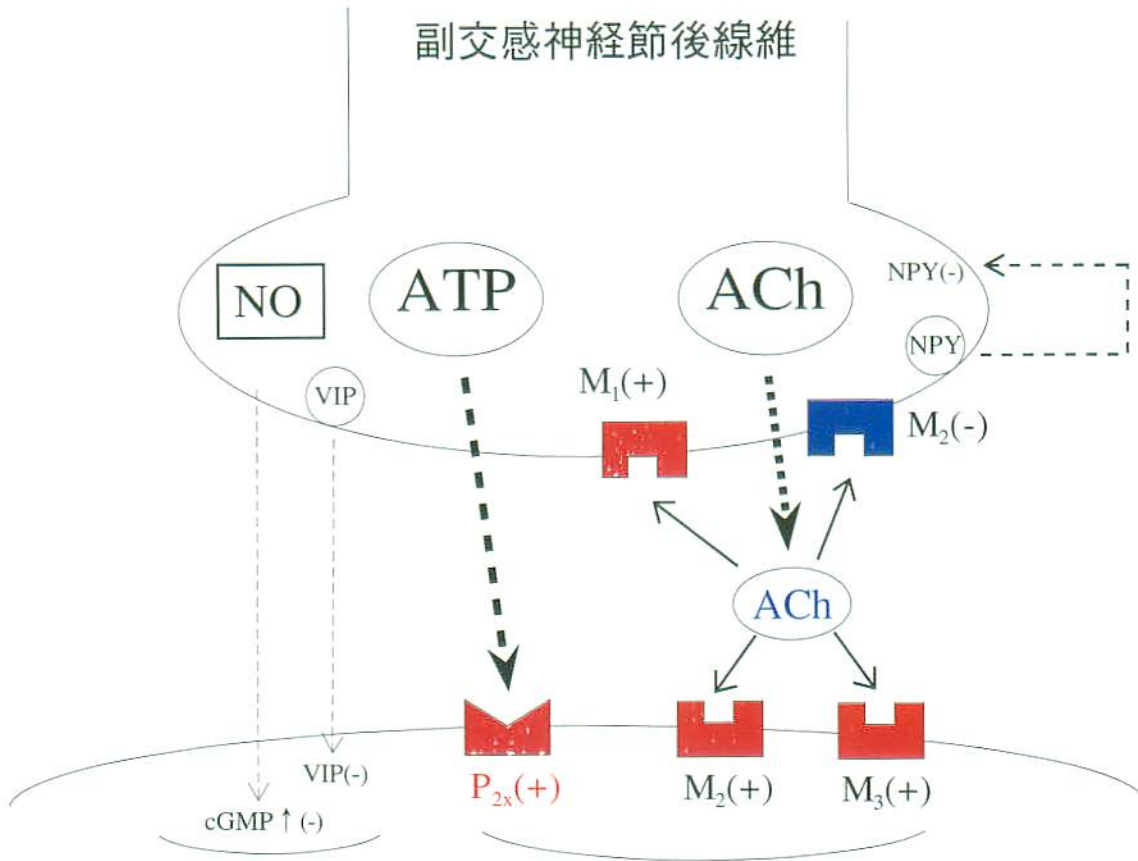 副交感神経節後線維
NO
ATP
ACh
NPY(-)
NPY
VIP
M₁(+)
M₂(-)
ACh
VIP(-)
P₂ₓ(+)
M₂(+)
M₃(+)
cGMP↑(-)